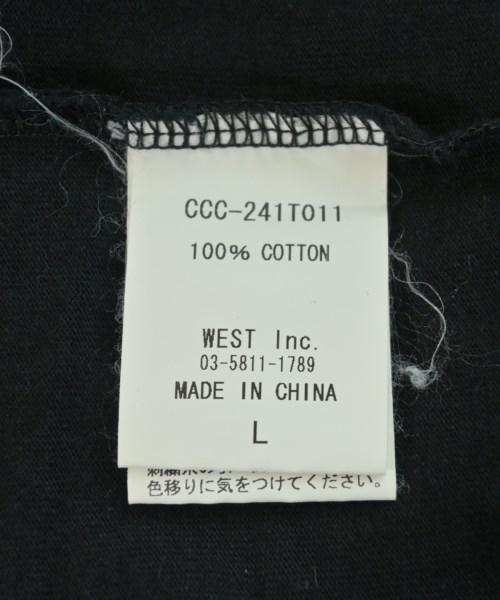 CCC-241T011
100% COTTON
WEST Inc.
03-5811-1789
MADE IN CHINA
L
色移りに気をつけてください。